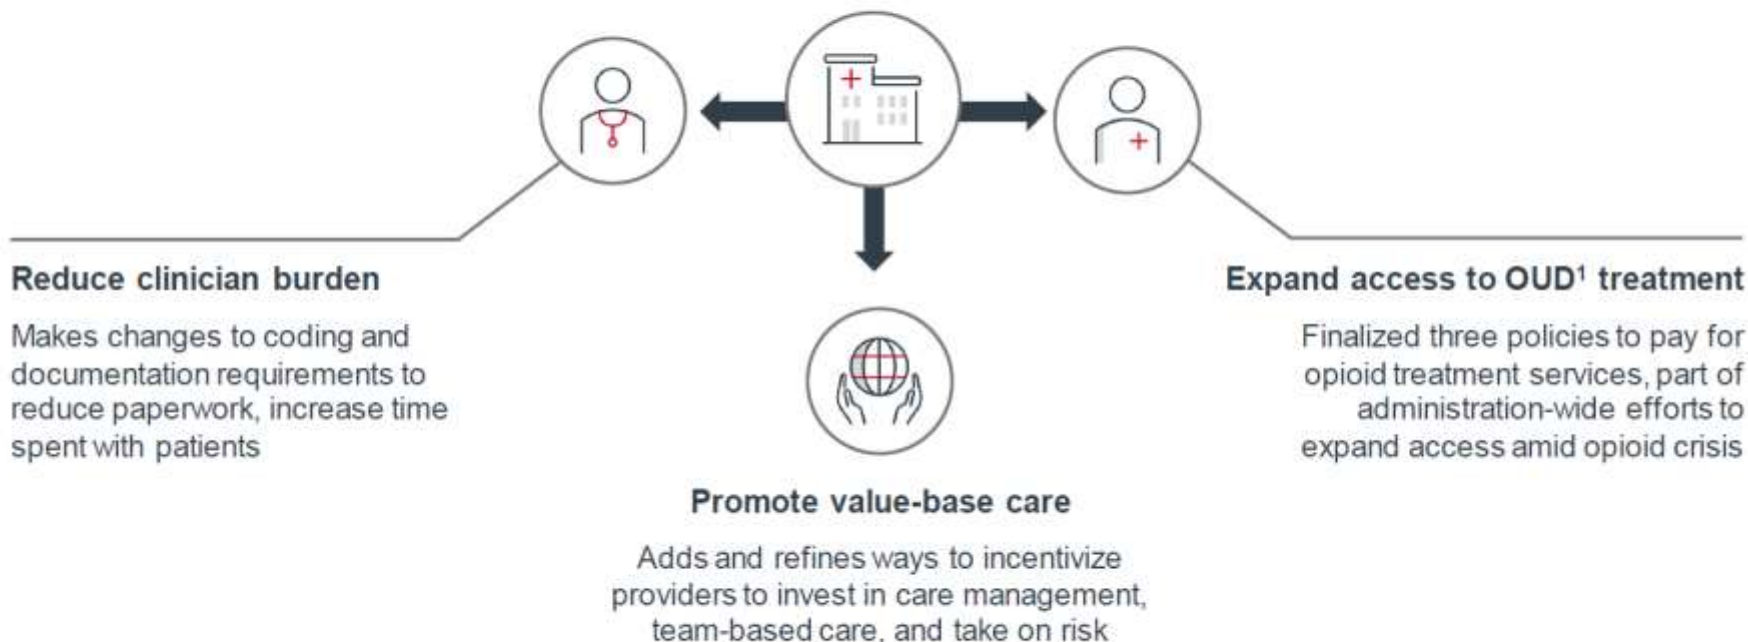 Reduce clinician burden
Makes changes to coding and
documentation requirements to
reduce paperwork, increase time
spent with patients
Promote value-base care
Adds and refines ways to incentivize
providers to invest in care management,
team-based care, and take on risk
Expand access to OUD¹ treatment
Finalized three policies to pay for
opioid treatment services, part of
administration-wide efforts to
expand access amid opioid crisis